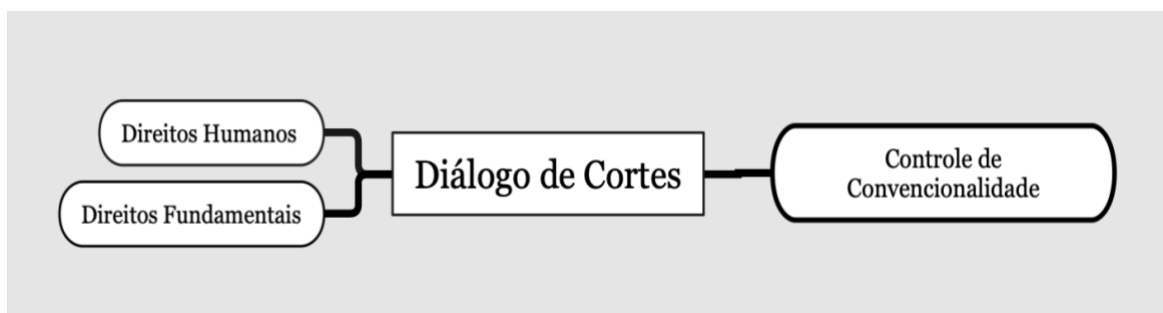 Direitos Humanos
Direitos Fundamentais
Diálogo de Cortes
Controle de
Convencionalidade